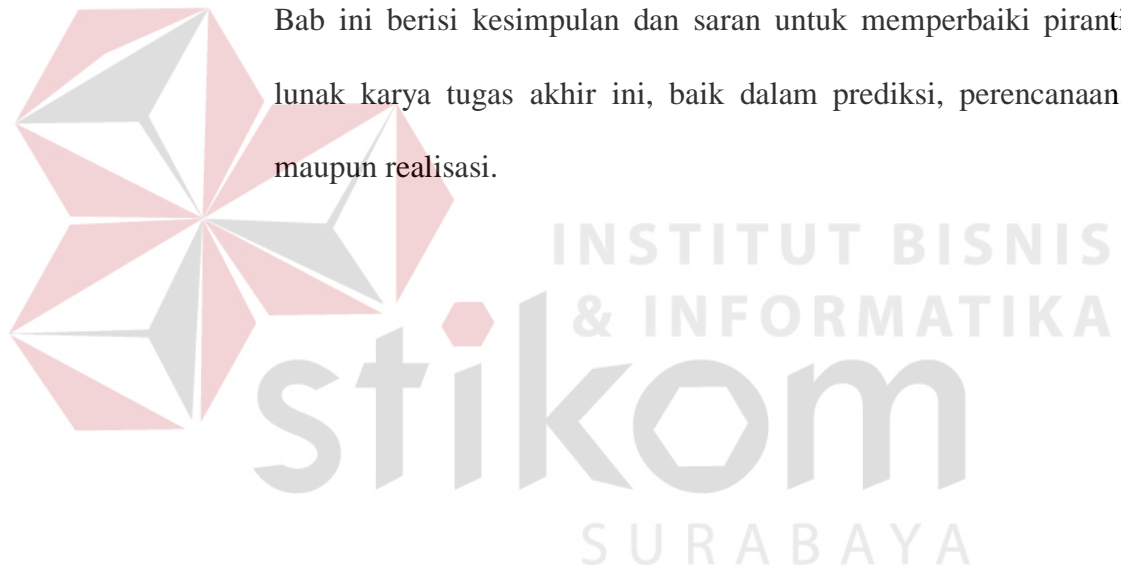 Bab ini berisi kesimpulan dan saran untuk memperbaiki piranti
lunak karya tugas akhir ini, baik dalam prediksi, perencanaan
maupun realisasi.
INSTITUT BISNIS
& INFORMATIKA
stikom
SURABAYA